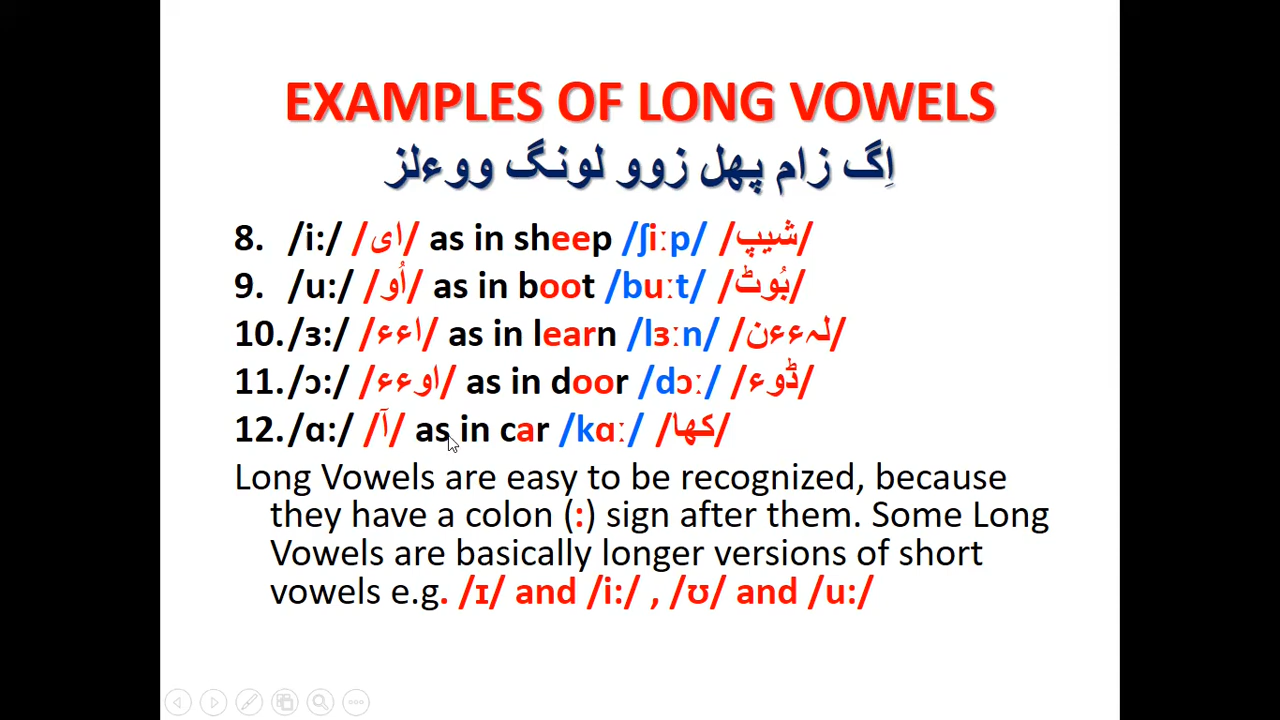 EXAMPLES OF LONG VOWELS
اِگ زام پھل زوو لونگ ووءلز
8. /i:/ /ای/ as in sheep /ʃiːp/ /شیپ/
9. /u:/ /اُو/ as in boot /buːt/ /بُوٹ/
10. /ɜ:/ /اءء/ as in learn /lɜːn/ /لہءءن/
11. /ɔ:/ /اوءء/ as in door /dɔː/ /ڈوء/
12. /ɑ:/ /آ/ as in car /kɑː/ /کھا/
Long Vowels are easy to be recognized, because
they have a colon (:) sign after them. Some Long
Vowels are basically longer versions of short
vowels e.g. /ɪ/ and /i:/ , /ʊ/ and /u:/